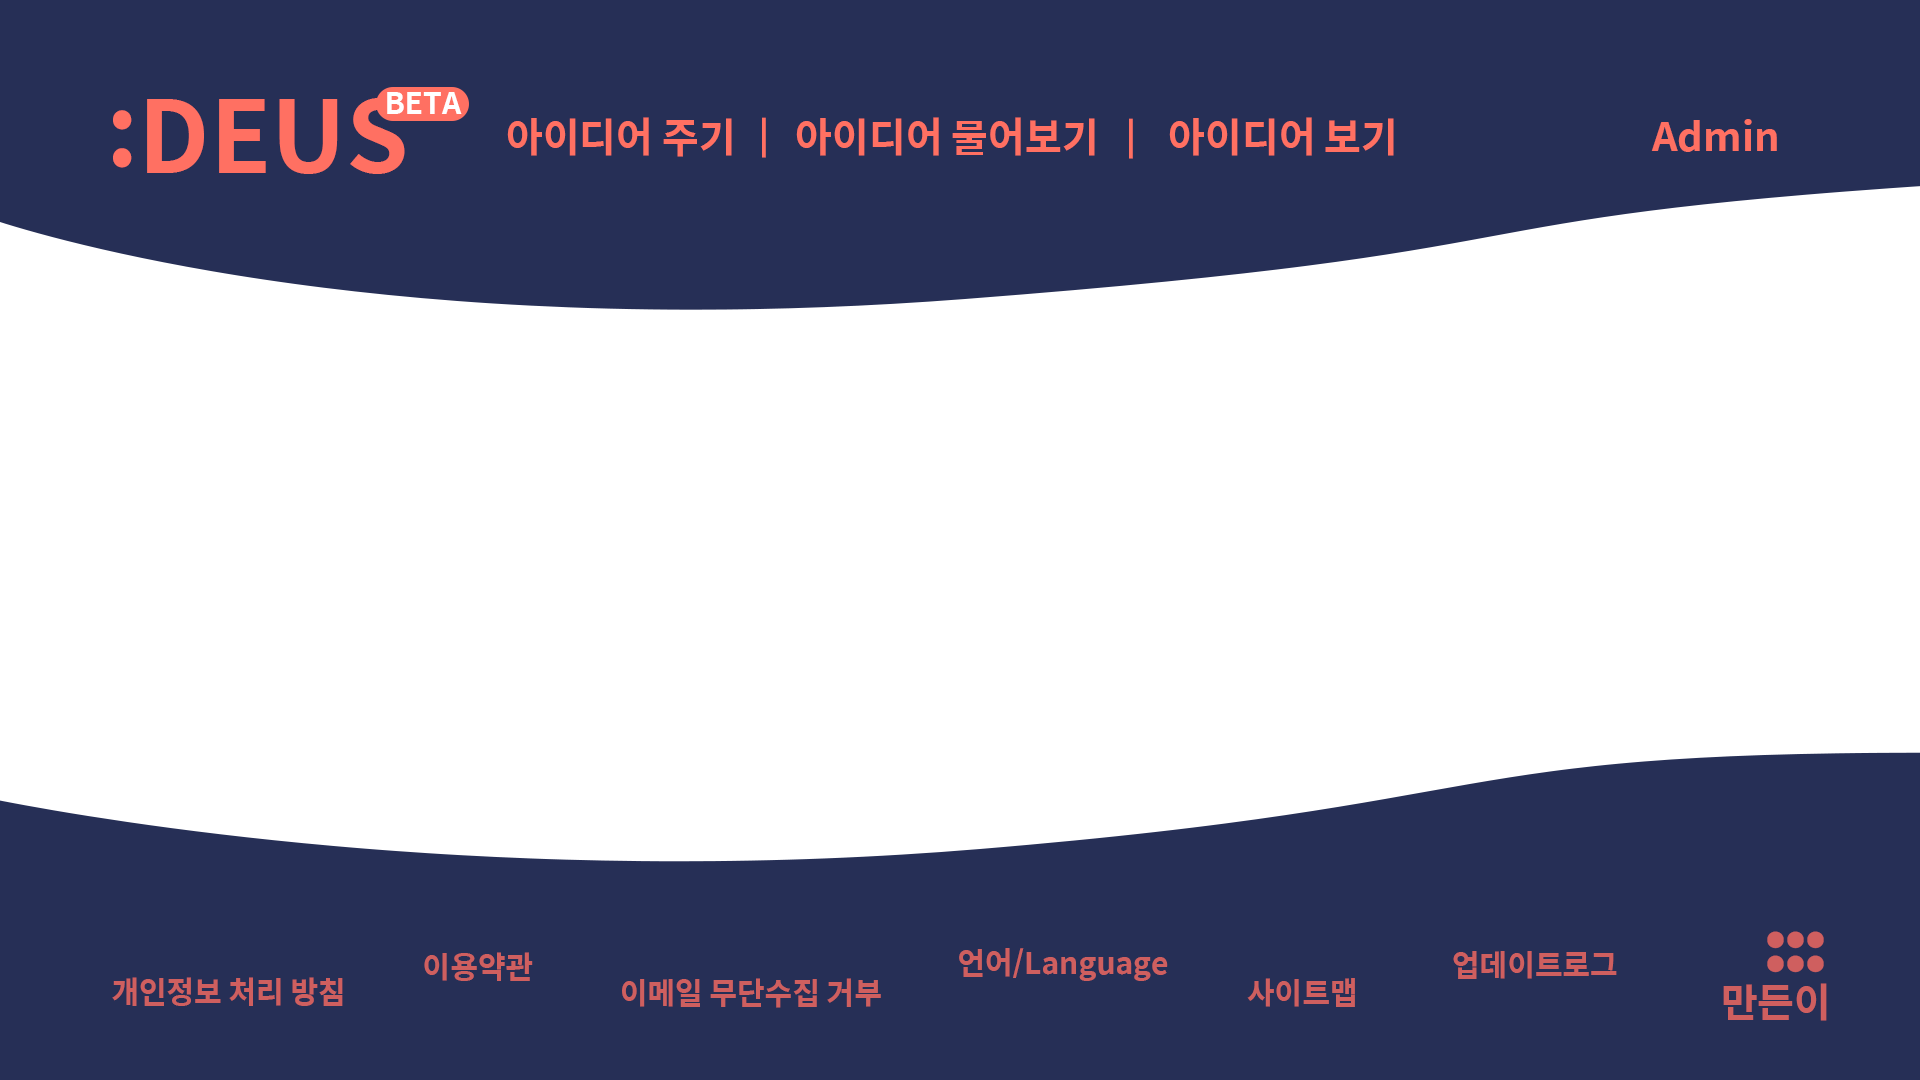 :DEUS BETA
아이디어 주기 | 아이디어 물어보기 | 아이디어 보기
Admin
개인정보 처리 방침
이용약관
이메일 무단수집 거부
언어/Language
사이트맵
업데이트로그
만든이